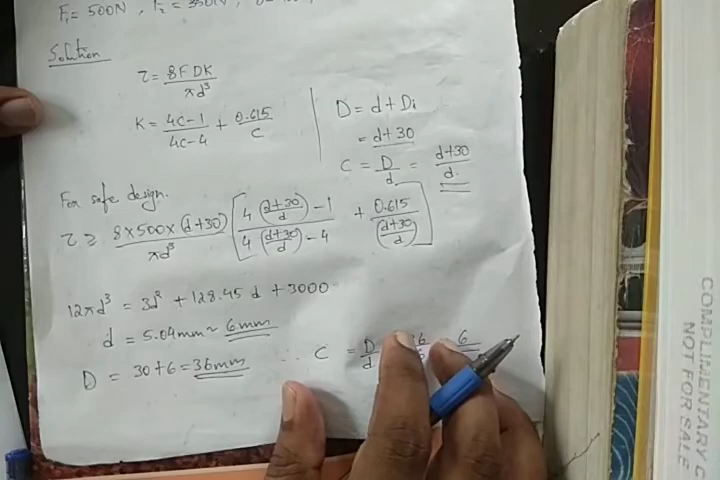 F₁ = 500N, F₂ = 350N,
Solution
τ = 8FDK / πd³
K = 4C-1 / 4C-4 + 0.615 / C
D = d + Di
= d+30
C = D/d = d+30 / d
For safe design.
τ ≥ 8×500×(d+30) / πd³ [ 4(d+30/d) - 1 / 4(d+30/d) - 4 + 0.615 / (d+30/d) ]
12πd³ = 3d² + 128.45 d + 3000
d = 5.04mm ≈ 6mm
D = 30+6 = 36mm
∴ C = D/d 6
COMPLIMENTARY C
NOT FOR SALE